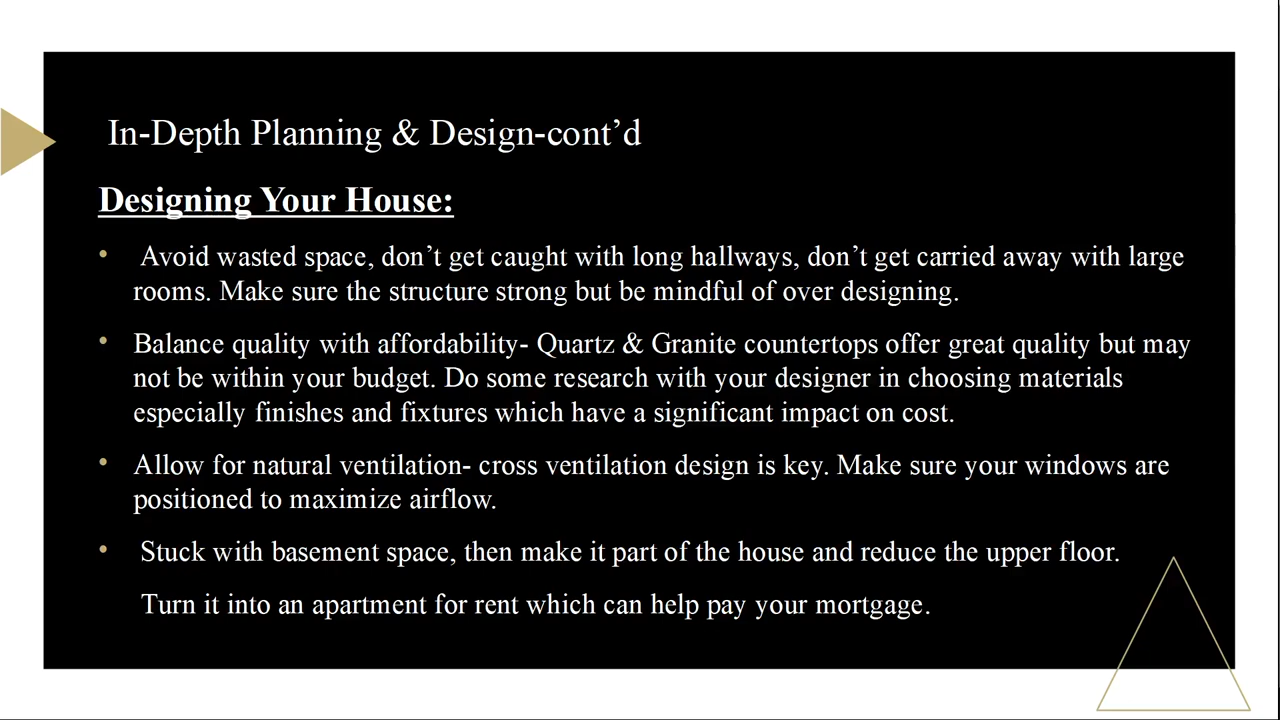 In-Depth Planning & Design-cont’d
Designing Your House:
• Avoid wasted space, don’t get caught with long hallways, don’t get carried away with large
rooms. Make sure the structure strong but be mindful of over designing.
• Balance quality with affordability- Quartz & Granite countertops offer great quality but may
not be within your budget. Do some research with your designer in choosing materials
especially finishes and fixtures which have a significant impact on cost.
• Allow for natural ventilation- cross ventilation design is key. Make sure your windows are
positioned to maximize airflow.
• Stuck with basement space, then make it part of the house and reduce the upper floor.
Turn it into an apartment for rent which can help pay your mortgage.